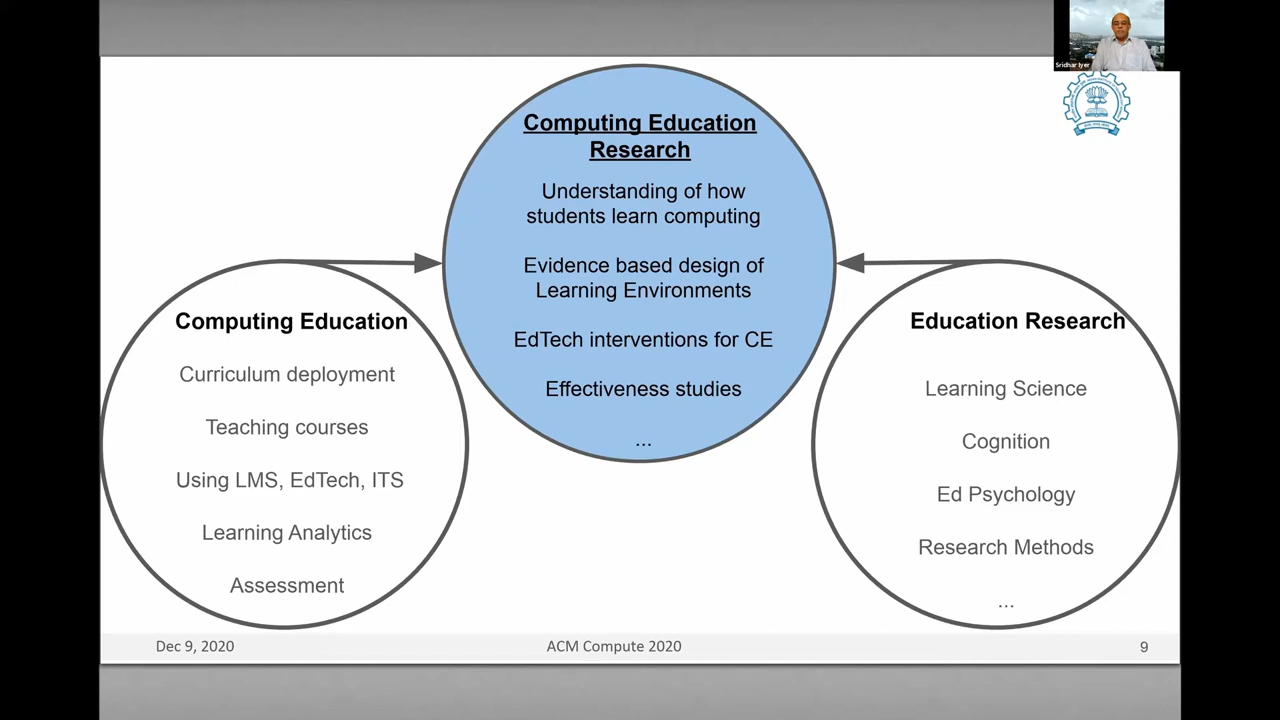 Sridhar Iyer
Computing Education
Research
Understanding of how
students learn computing
Evidence based design of
Learning Environments
EdTech interventions for CE
Effectiveness studies
...
Computing Education
Curriculum deployment
Teaching courses
Using LMS, EdTech, ITS
Learning Analytics
Assessment
Education Research
Learning Science
Cognition
Ed Psychology
Research Methods
...
Dec 9, 2020
ACM Compute 2020
9